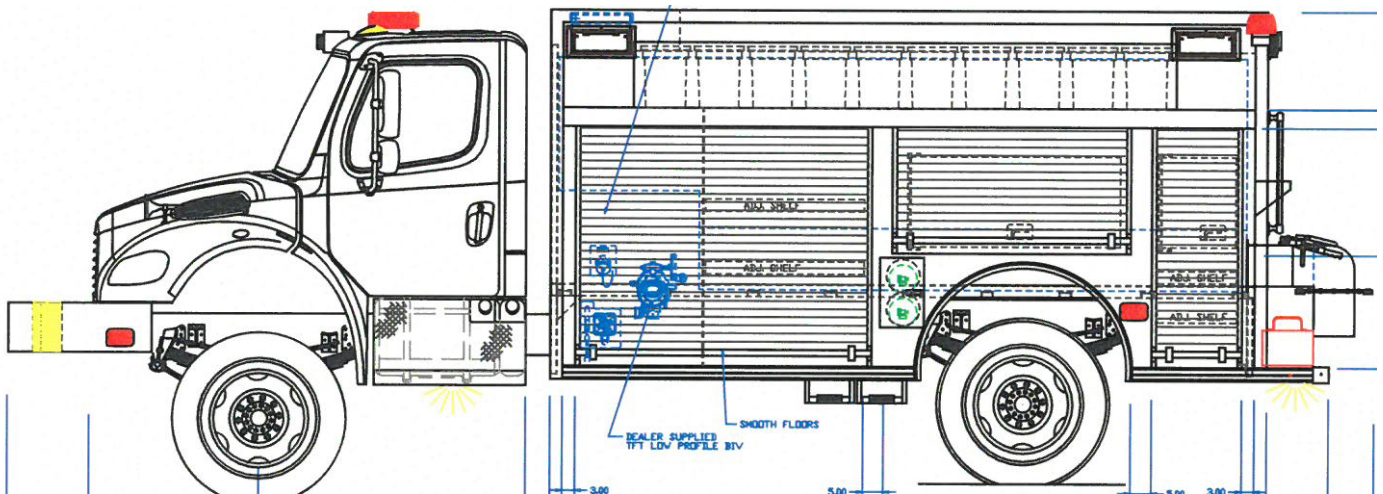 ADJ. SHELF
ADJ. SHELF
ADJ. SHELF
ADJ. SHELF
SMOOTH FLOORS
DEALER SUPPLIED
TFT LOW PROFILE BIV
3.00
5.00
5.00
3.00